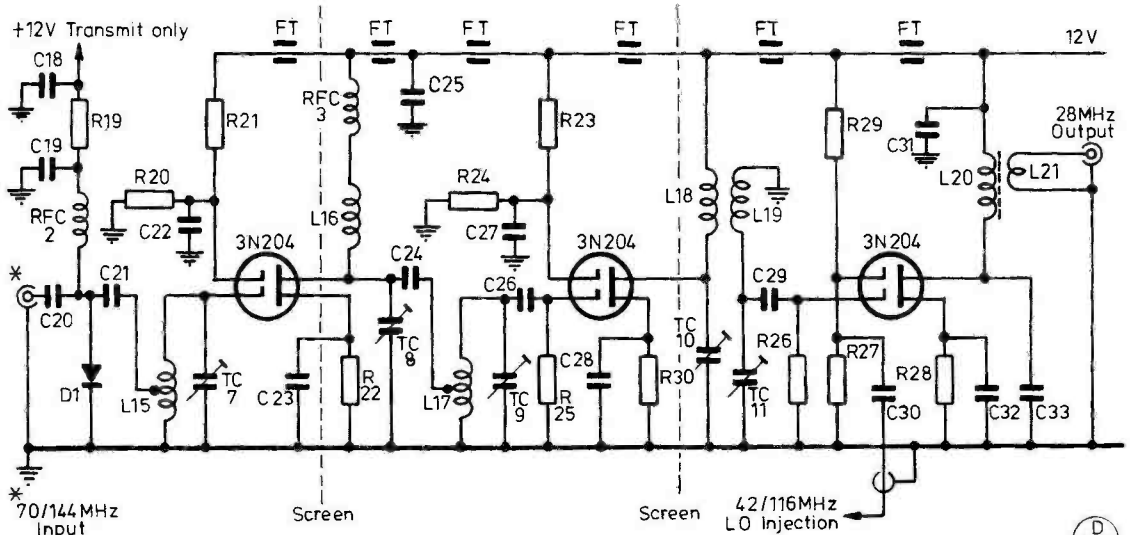 +12V Transmit only
FT
FT
FT
FT
FT
FT
12V
C18
R19
C19
RFC
2
R21
RFC
3
C25
R23
R29
28MHz
Output
C31
L20
L21
R20
C22
L16
R24
C27
L18
L19
3N204
3N204
3N204
*
C20
C21
C24
C26
C29
D1
L15
TC
7
C23
R
22
TC
8
L17
TC
9
R
25
C28
R30
TC
10
TC
11
R26
R27
C30
R28
C32
C33
*
70/144MHz
Input
Screen
Screen
42/116MHz
LO Injection
D